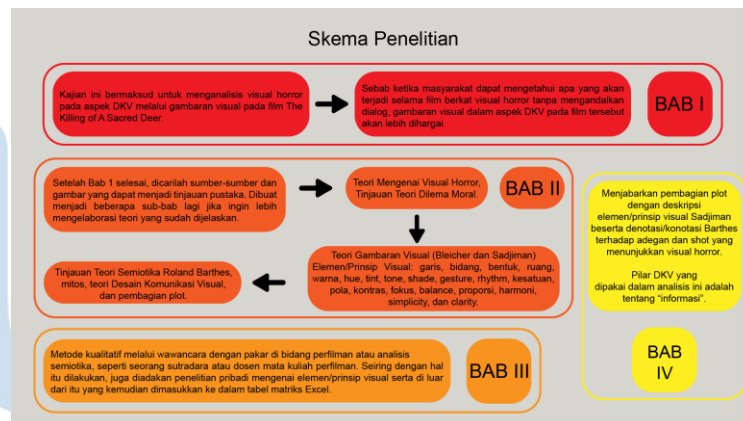 Skema Penelitian
Kajian ini bermaksud untuk menganalisis visual horror
pada aspek DKV melalui gambaran visual pada film The
Killing of A Sacred Deer.
Sebab ketika masyarakat dapat mengetahui apa yang akan
terjadi selama film berkat visual horror tanpa mengandalkan
dialog, gambaran visual dalam aspek DKV pada film tersebut
akan lebih dihargai.
BAB I
Setelah Bab 1 selesai, dicarilah sumber-sumber dan
gambar yang dapat menjadi tinjauan pustaka. Dibuat
menjadi beberapa sub-bab lagi jika ingin lebih
mengelaborasi teori yang sudah dijelaskan.
Teori Mengenai Visual Horror,
Tinjauan Teori Dilema Moral.
BAB II
Teori Gambaran Visual (Bleicher dan Sadjiman)
Elemen/Prinsip Visual: garis, bidang, bentuk, ruang,
warna, hue, tint, tone, shade, gesture, rhythm, kesatuan,
pola, kontras, fokus, balance, proporsi, harmoni,
simplicity, dan clarity.
Tinjauan Teori Semiotika Roland Barthes,
mitos, teori Desain Komunikasi Visual,
dan pembagian plot.
Metode kualitatif melalui wawancara dengan pakar di bidang perfilman atau analisis
semiotika, seperti seorang sutradara atau dosen mata kuliah perfilman. Seiring dengan hal
itu dilakukan, juga diadakan penelitian pribadi mengenai elemen/prinsip visual serta di luar
dari itu yang kemudian dimasukkan ke dalam tabel matriks Excel.
BAB III
Menjabarkan pembagian plot
dengan deskripsi
elemen/prinsip visual Sadjiman
beserta denotasi/konotasi Barthes
terhadap adegan dan shot yang
menunjukkan visual horror.
Pilar DKV yang
dipakai dalam analisis ini adalah
tentang “informasi”.
BAB
IV